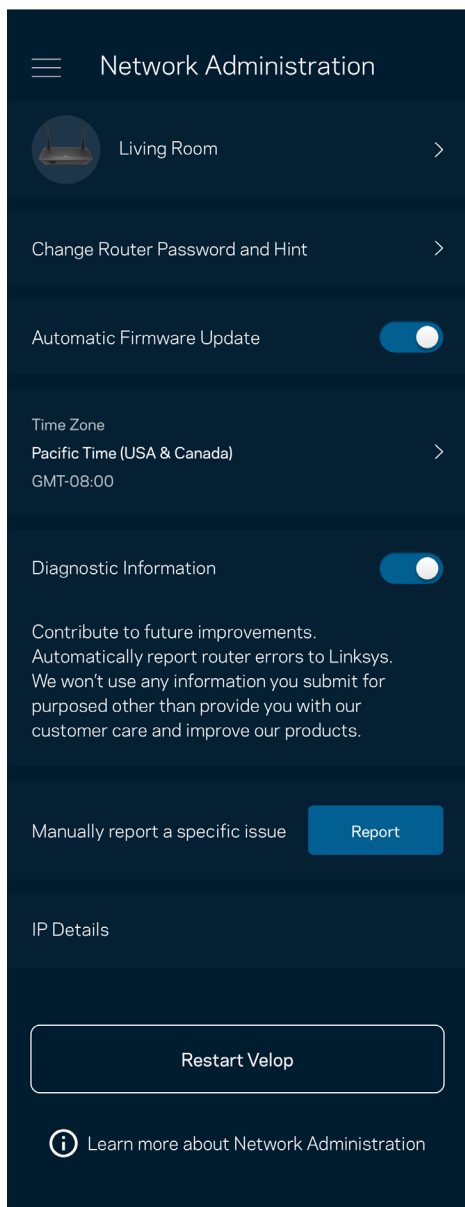 Network Administration
Living Room
Change Router Password and Hint
Automatic Firmware Update
Time Zone
Pacific Time (USA & Canada)
GMT-08:00
Diagnostic Information
Contribute to future improvements.
Automatically report router errors to Linksys.
We won't use any information you submit for
purposed other than provide you with our
customer care and improve our products.
Manually report a specific issue
Report
IP Details
Restart Velop
Learn more about Network Administration